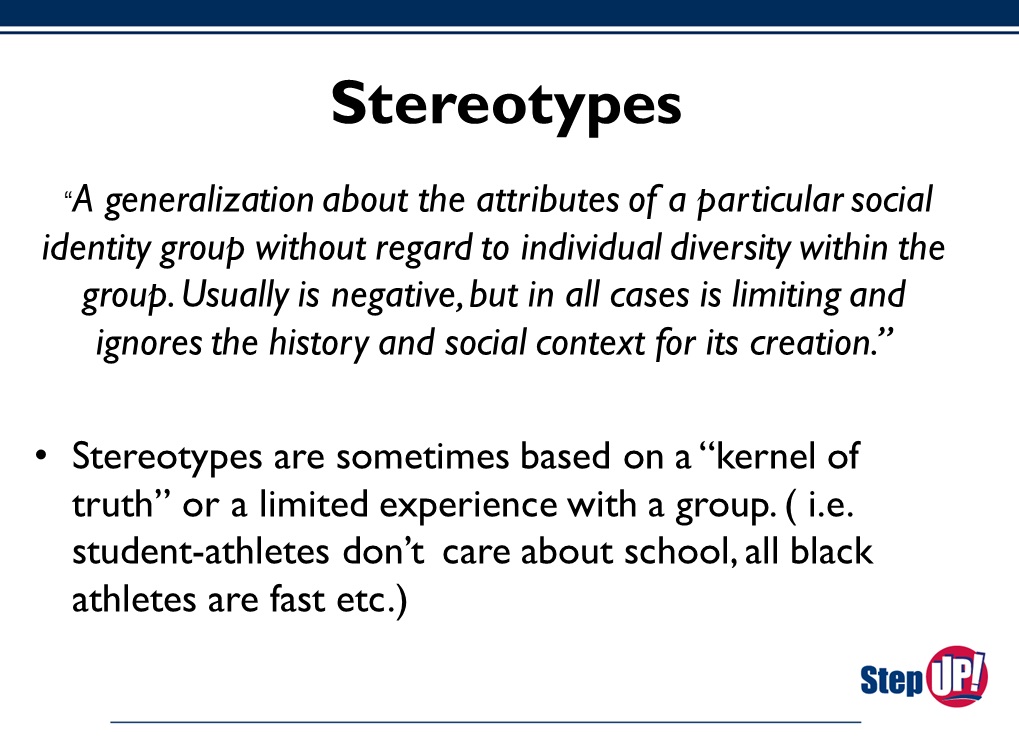 Stereotypes
“A generalization about the attributes of a particular social
identity group without regard to individual diversity within the
group. Usually is negative, but in all cases is limiting and
ignores the history and social context for its creation.”
• Stereotypes are sometimes based on a “kernel of
truth” or a limited experience with a group. ( i.e.
student-athletes don’t care about school, all black
athletes are fast etc.)
Step UP!